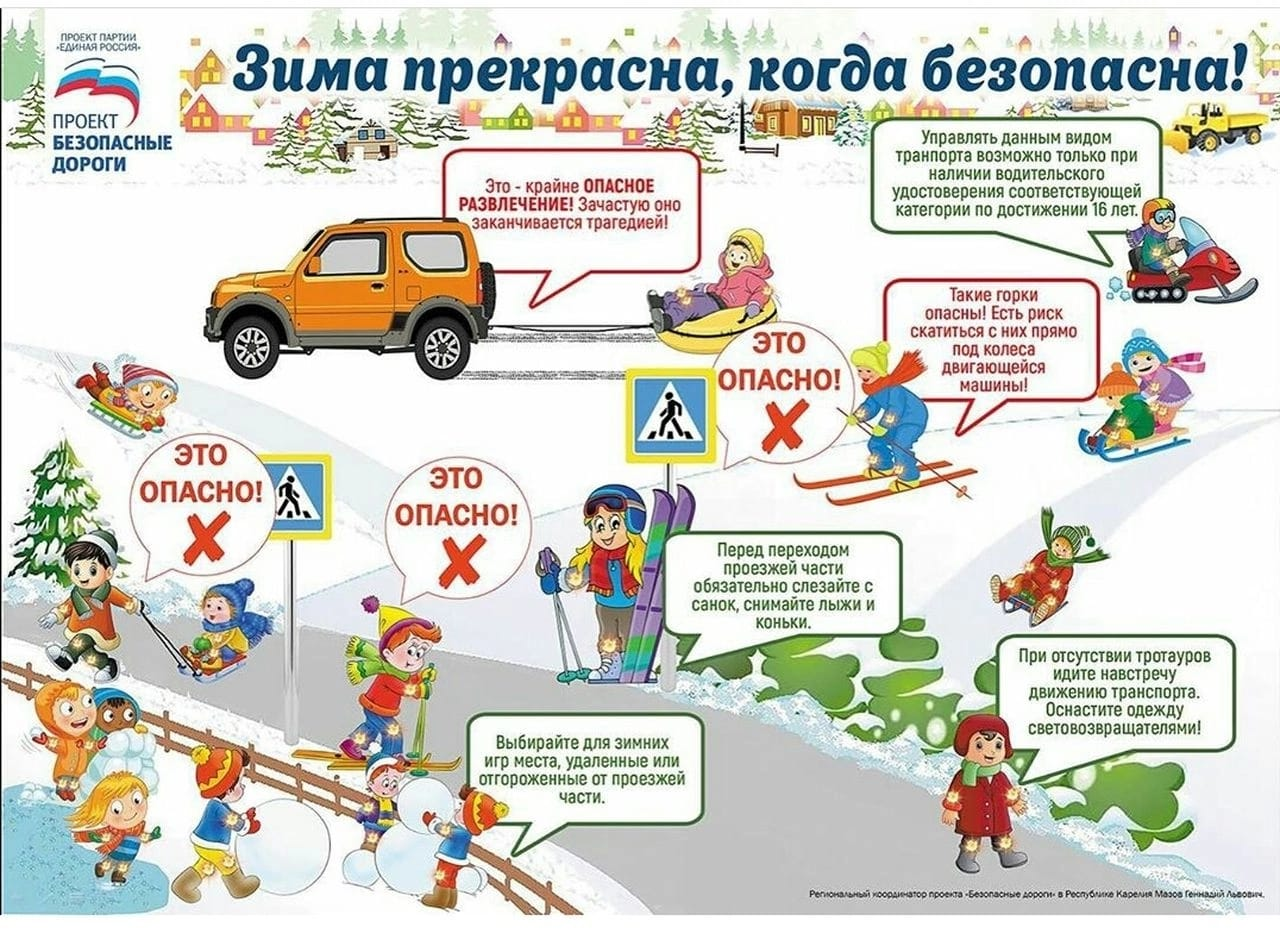 ПРОЕКТ ПАРТИИ
«ЕДИНАЯ РОССИЯ»
ПРОЕКТ
БЕЗОПАСНЫЕ
ДОРОГИ
Зима прекрасна, когда безопасна!
Это - крайне ОПАСНОЕ
РАЗВЛЕЧЕНИЕ! Зачастую оно
заканчивается трагедией!
Управлять данным видом
транпорта возможно только при
наличии водительского
удостоверения соответствующей
категории по достижении 16 лет.
Такие горки
опасны! Есть риск
скатиться с них прямо
под колеса
двигающейся
машины!
ЭТО
ОПАСНО!
ЭТО
ОПАСНО!
ЭТО
ОПАСНО!
Перед переходом
проезжей части
обязательно слезайте с
санок, снимайте лыжи и
коньки.
При отсутствии тротауров
идите навстречу
движению транспорта.
Оснастите одежду
световозвращателями!
Выбирайте для зимних
игр места, удаленные или
отгороженные от проезжей
части.
Региональный координатор проекта «Безопасные дороги» в Республике Карелия Мазов Геннадий Львович.